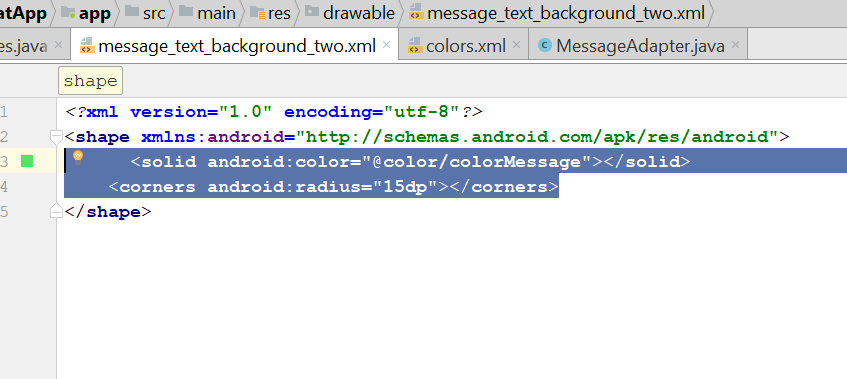 atApp app src main res drawable message_text_background_two.xml
es.java message_text_background_two.xml colors.xml MessageAdapter.java
shape
1 <?xml version="1.0" encoding="utf-8"?>
2 <shape xmlns:android="http://schemas.android.com/apk/res/android">
3 <solid android:color="@color/colorMessage"></solid>
4 <corners android:radius="15dp"></corners>
5 </shape>